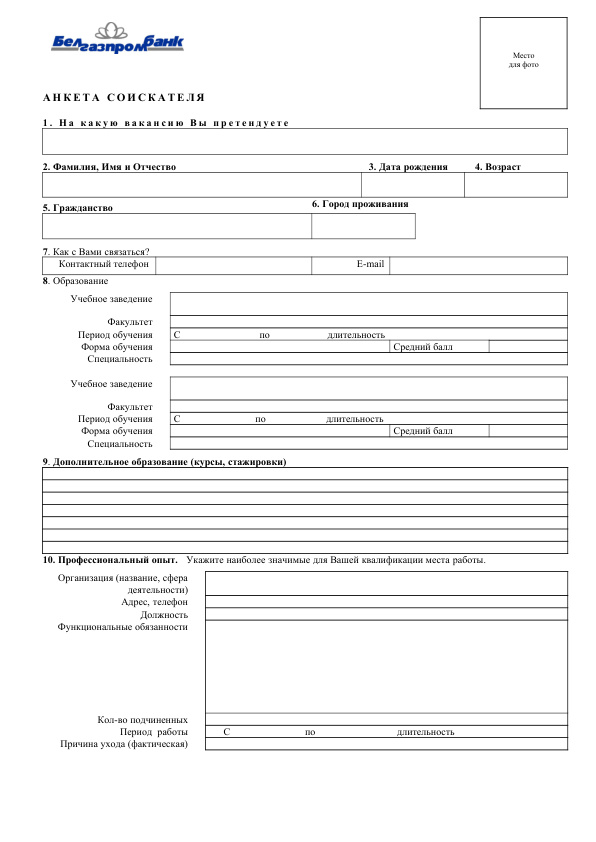 Белгазпромбанк
Место
для фото
АНКЕТА СОИСКАТЕЛЯ
1. На какую вакансию Вы претендуете
2. Фамилия, Имя и Отчество 3. Дата рождения 4. Возраст
5. Гражданство 6. Город проживания
7. Как с Вами связаться?
Контактный телефон E-mail
8. Образование
Учебное заведение
Факультет
Период обучения С по длительность
Форма обучения Средний балл
Специальность
Учебное заведение
Факультет
Период обучения С по длительность
Форма обучения Средний балл
Специальность
9. Дополнительное образование (курсы, стажировки)
10. Профессиональный опыт. Укажите наиболее значимые для Вашей квалификации места работы.
Организация (название, сфера
деятельности)
Адрес, телефон
Должность
Функциональные обязанности
Кол-во подчиненных
Период работы С по длительность
Причина ухода (фактическая)